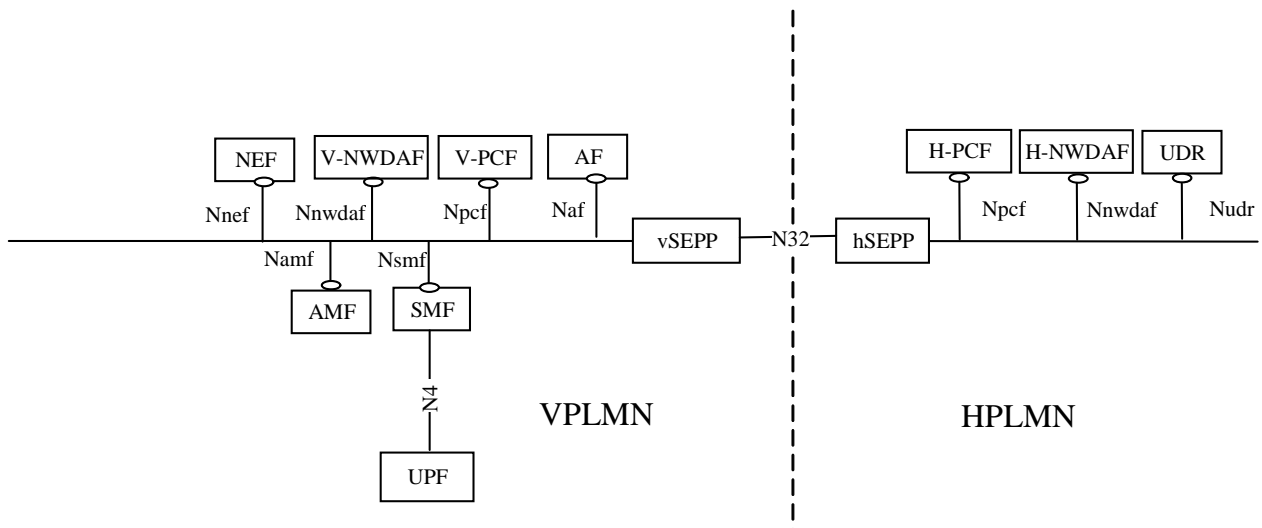 NEF
V-NWDAF
V-PCF
AF
H-PCF
H-NWDAF
UDR
Nnef
Nnwdaf
Npcf
Naf
Npcf
Nnwdaf
Nudr
vSEPP
N32
hSEPP
Namf
Nsmf
AMF
SMF
N4
VPLMN
HPLMN
UPF